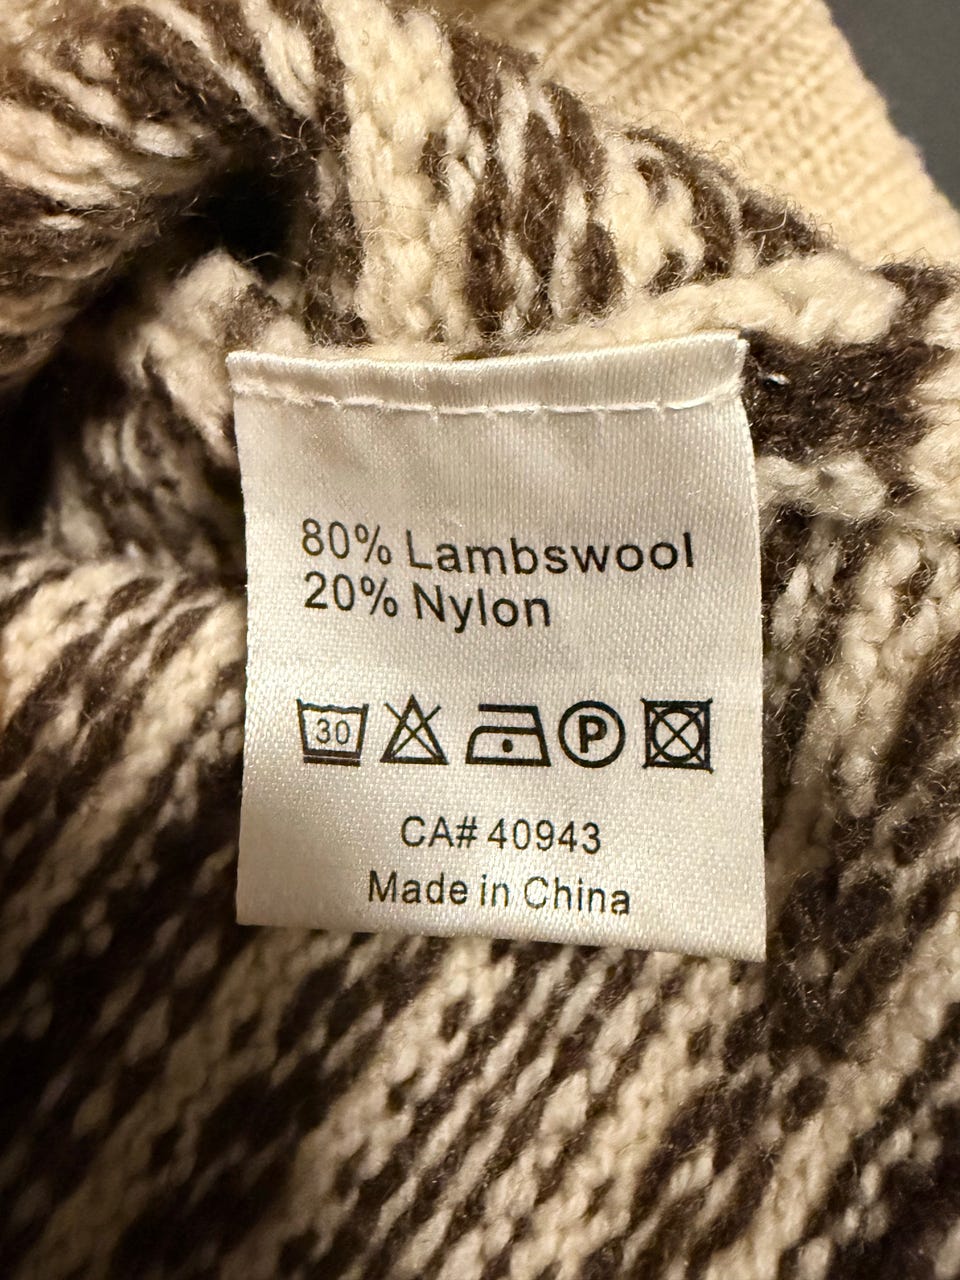 80% Lambswool
20% Nylon
30 P
CA# 40943
Made in China